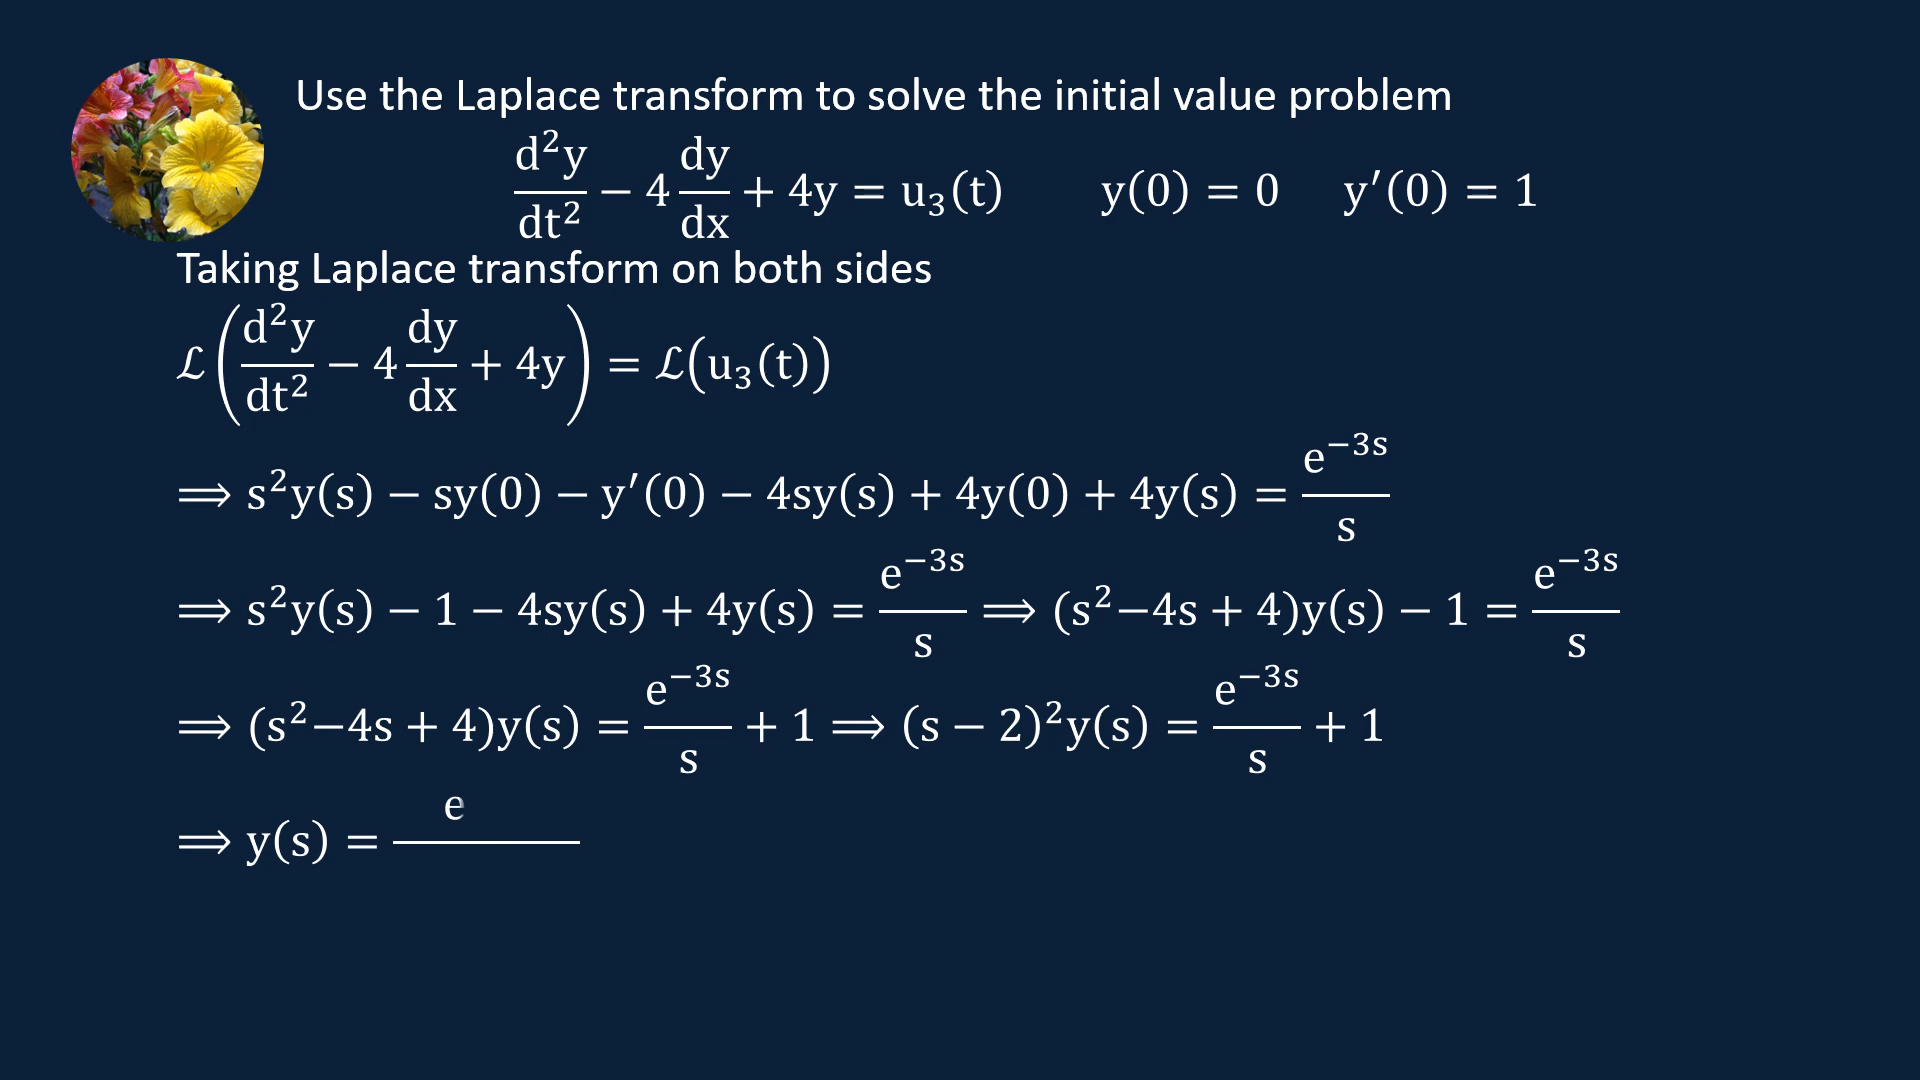 Use the Laplace transform to solve the initial value problem
d²y/dt² − 4 dy/dx + 4y = u₃(t) y(0) = 0 y′(0) = 1
Taking Laplace transform on both sides
ℒ(d²y/dt² − 4 dy/dx + 4y) = ℒ(u₃(t))
⟹ s²y(s) − sy(0) − y′(0) − 4sy(s) + 4y(0) + 4y(s) = e⁻³ˢ/s
⟹ s²y(s) − 1 − 4sy(s) + 4y(s) = e⁻³ˢ/s ⟹ (s²−4s + 4)y(s) − 1 = e⁻³ˢ/s
⟹ (s²−4s + 4)y(s) = e⁻³ˢ/s + 1 ⟹ (s − 2)²y(s) = e⁻³ˢ/s + 1
⟹ y(s) = e/